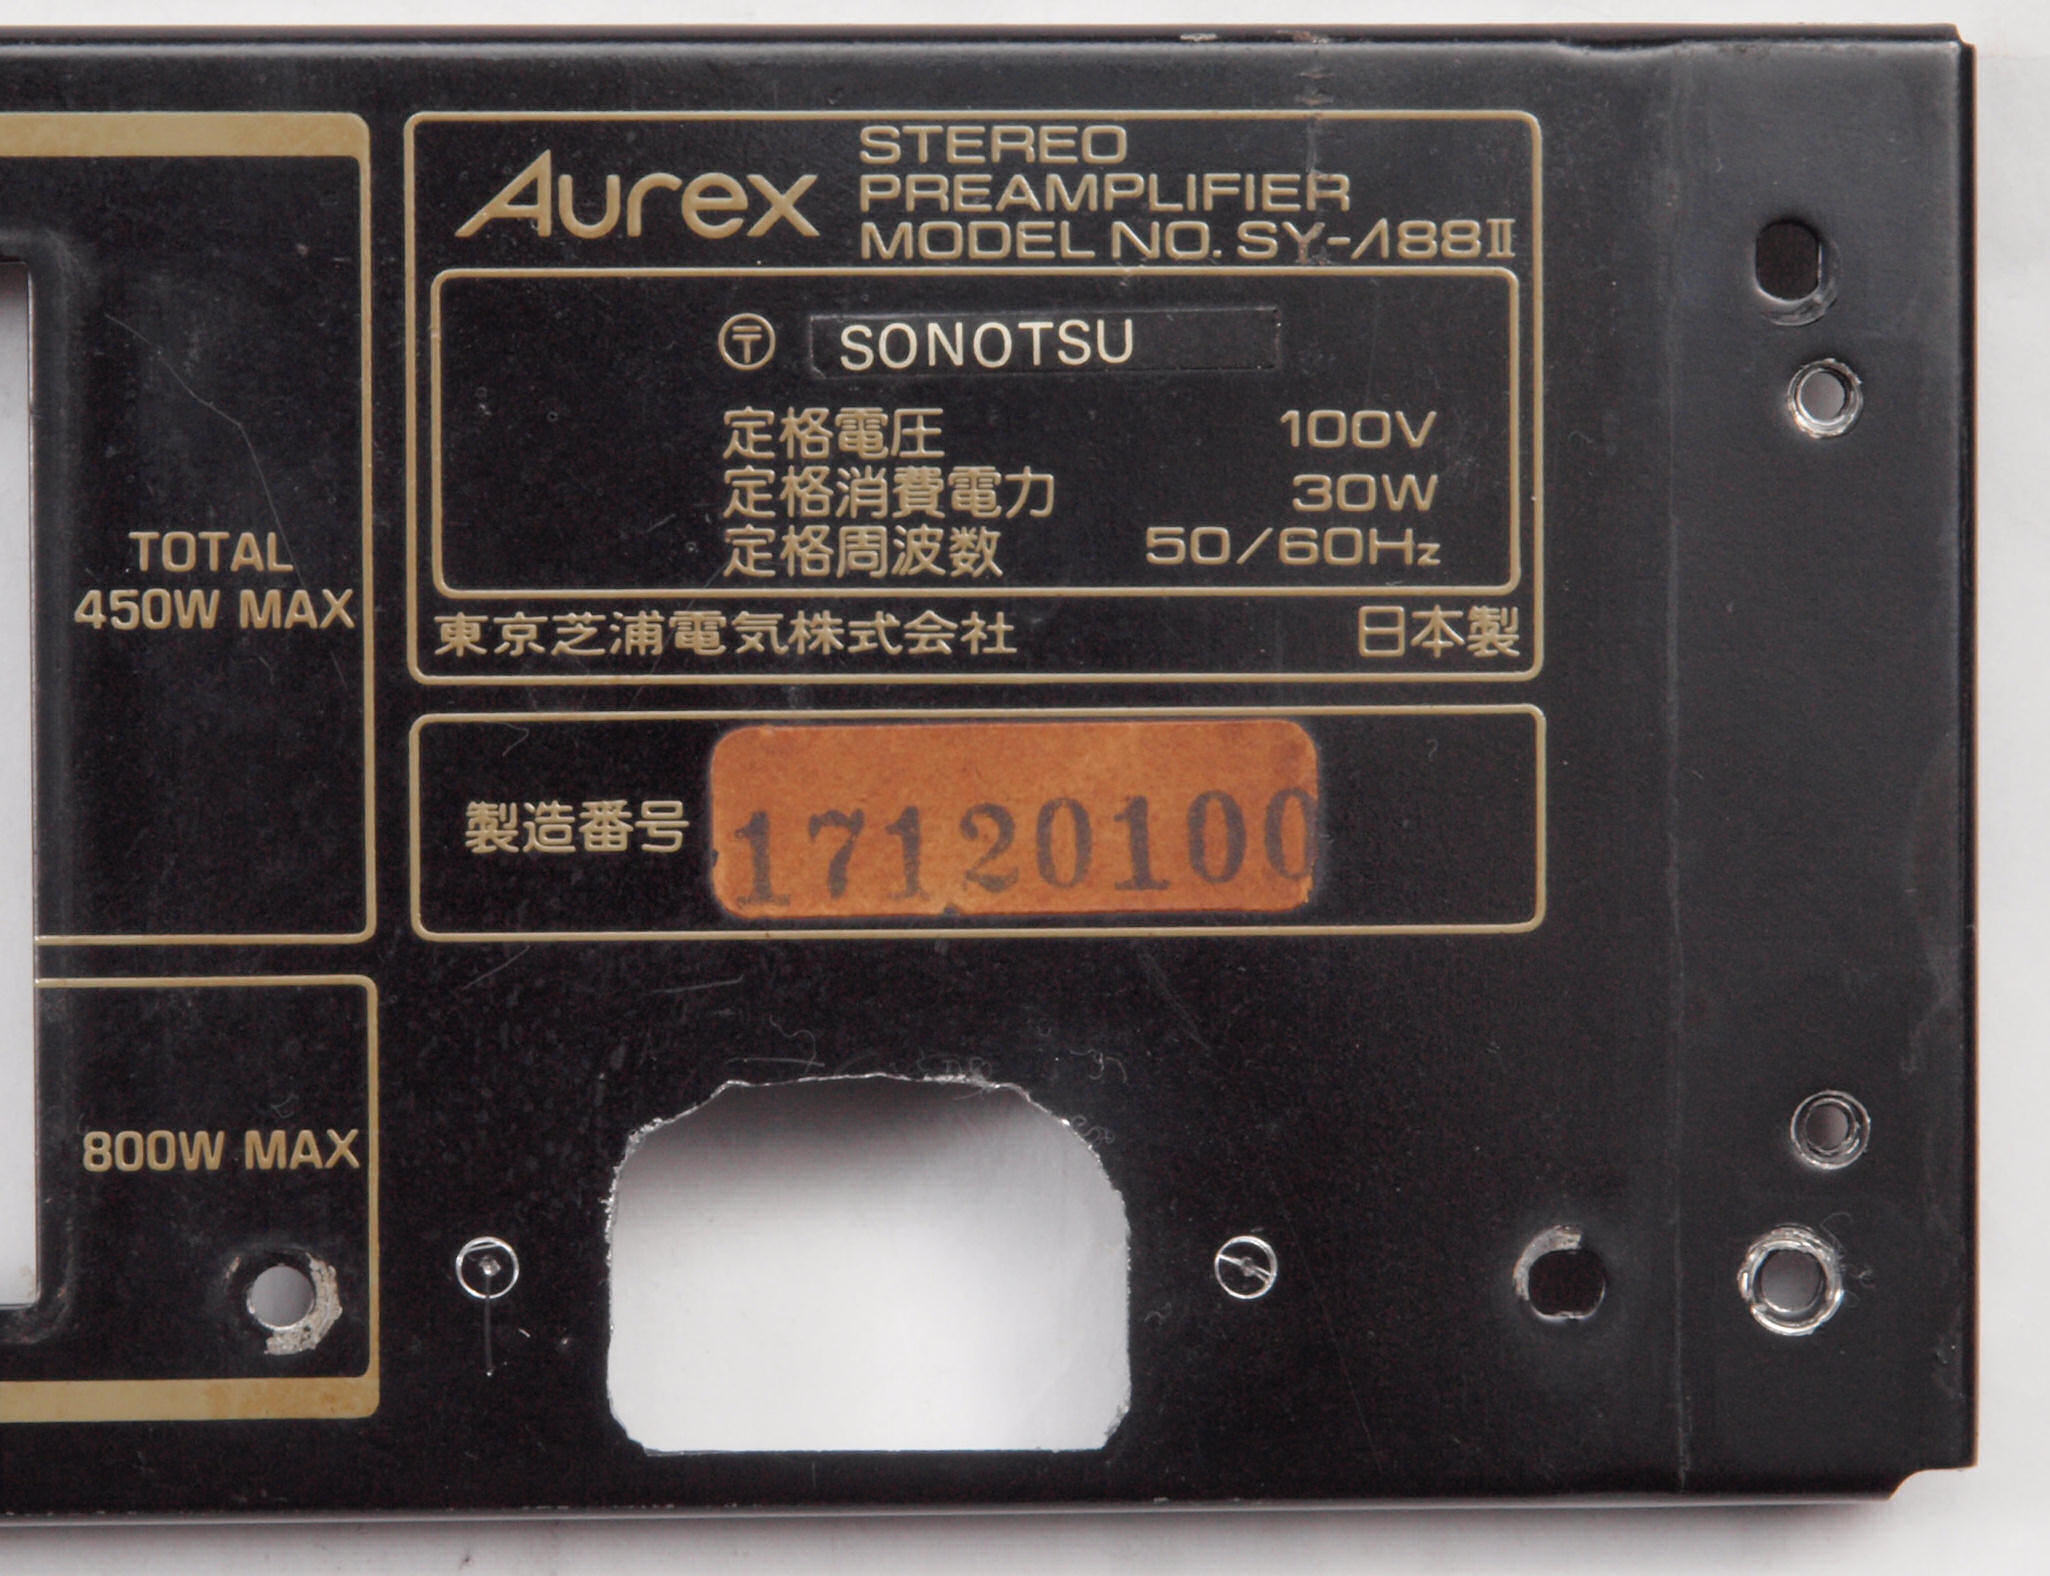 TOTAL
450W MAX
800W MAX
Aurex
STEREO
PREAMPLIFIER
MODEL NO. SY-Λ88II
〒 SONOTSU
定格電圧 100V
定格消費電力 30W
定格周波数 50/60Hz
東京芝浦電気株式会社 日本製
製造番号 17120100